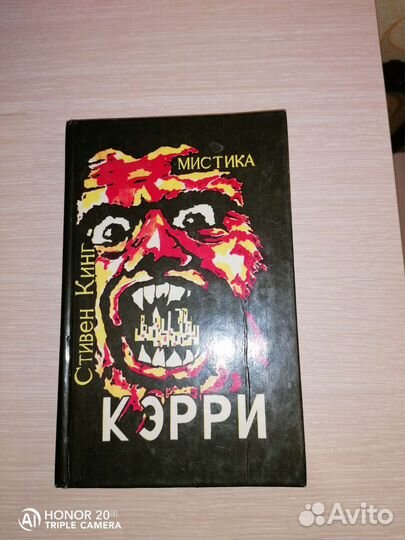 МИСТИКА
Стивен Кинг
КЭРРИ
HONOR 20
TRIPLE CAMERA
Avito